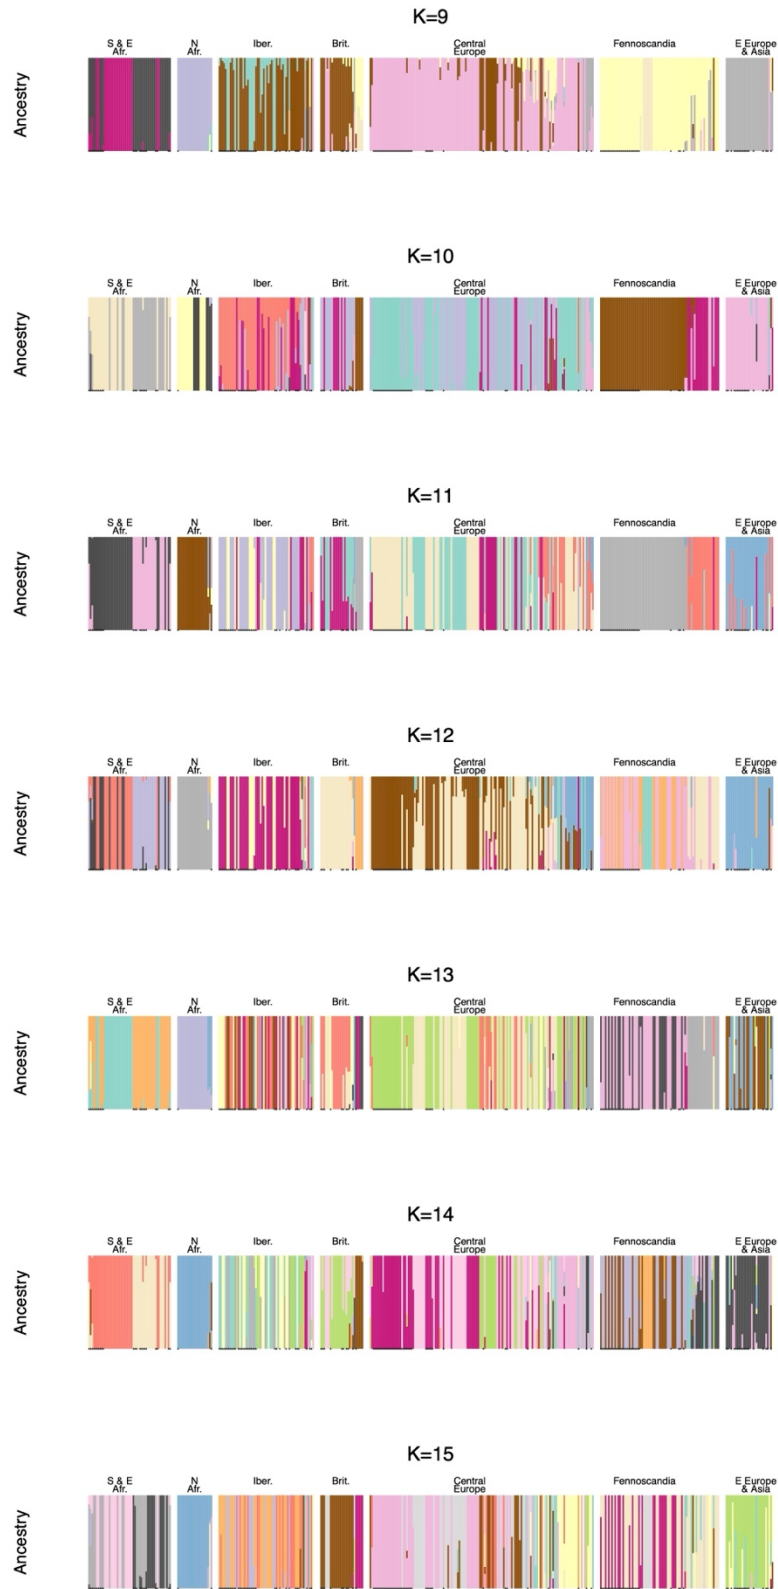 K=9
S & E
Afr.
N
Afr.
Iber.
Brit.
Central
Europe
Fennoscandia
E Europe
& Asia
Ancestry
K=10
S & E
Afr.
N
Afr.
Iber.
Brit.
Central
Europe
Fennoscandia
E Europe
& Asia
Ancestry
K=11
S & E
Afr.
N
Afr.
Iber.
Brit.
Central
Europe
Fennoscandia
E Europe
& Asia
Ancestry
K=12
S & E
Afr.
N
Afr.
Iber.
Brit.
Central
Europe
Fennoscandia
E Europe
& Asia
Ancestry
K=13
S & E
Afr.
N
Afr.
Iber.
Brit.
Central
Europe
Fennoscandia
E Europe
& Asia
Ancestry
K=14
S & E
Afr.
N
Afr.
Iber.
Brit.
Central
Europe
Fennoscandia
E Europe
& Asia
Ancestry
K=15
S & E
Afr.
N
Afr.
Iber.
Brit.
Central
Europe
Fennoscandia
E Europe
& Asia
Ancestry